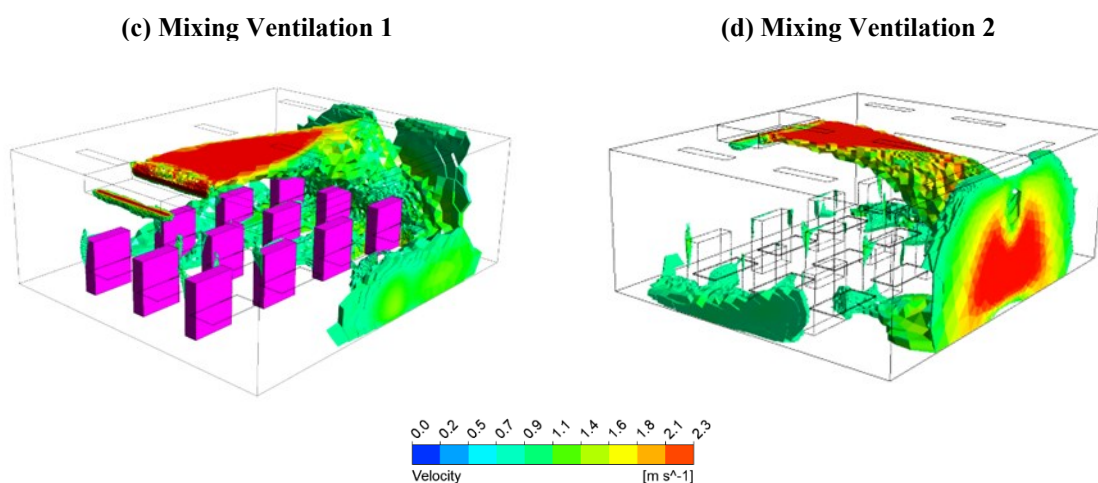 (c) Mixing Ventilation 1
(d) Mixing Ventilation 2
0.0 0.2 0.5 0.7 0.9 1.1 1.4 1.6 1.8 2.1 2.3
Velocity [m s^-1]